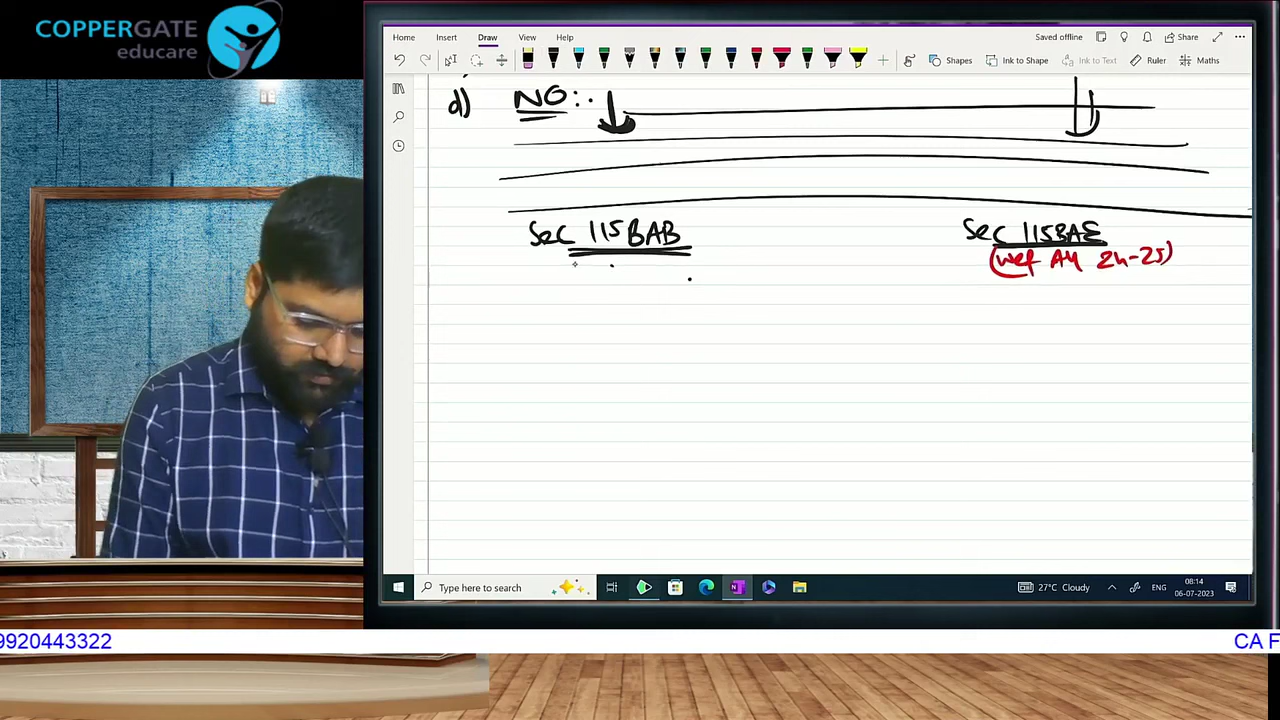 COPPERGATE
educare
Home Insert Draw View Help
Saved offline
Share
Shapes
Ink to Shape
Ink to Text
Ruler
Maths
d) NO:.
Sec 115BAB
Sec 115BAE
(wef AY 24-25)
Type here to search
27°C Cloudy
ENG
08:14
06-07-2023
9920443322
CA F